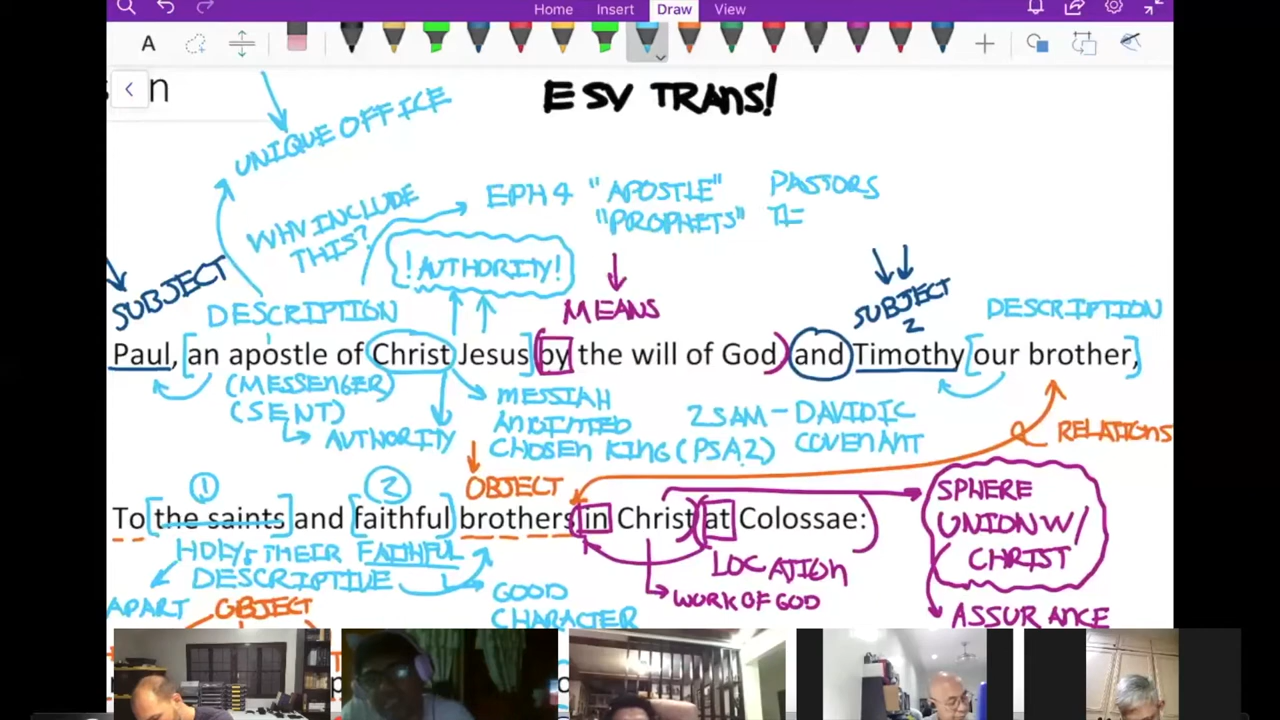 Home Insert Draw View
A
n
ESV TRANS!
UNIQUE OFFICE
WHY INCLUDE
THIS?
EPH 4 "APOSTLE" PASTORS
"PROPHETS"
!AUTHORITY!
SUBJECT
DESCRIPTION
MEANS
SUBJECT
2
DESCRIPTION
Paul, [an apostle of Christ Jesus] (by the will of God) and Timothy [our brother,]
(MESSENGER)
(SENT)
AUTHORITY
MESSIAH
ANOINTED
CHOSEN KING (PSA.2)
2 SAM - DAVIDIC
COVENANT
RELATIONS
1
2
OBJECT
To [the saints] and [faithful] brothers (in Christ) (at Colossae:)
SPHERE
UNION W/
CHRIST
HOLY, THEIR FAITHFUL
DESCRIPTIVE
LOCATION
WORK OF GOD
GOOD
CHARACTER
APART
OBJECT
ASSURANCE